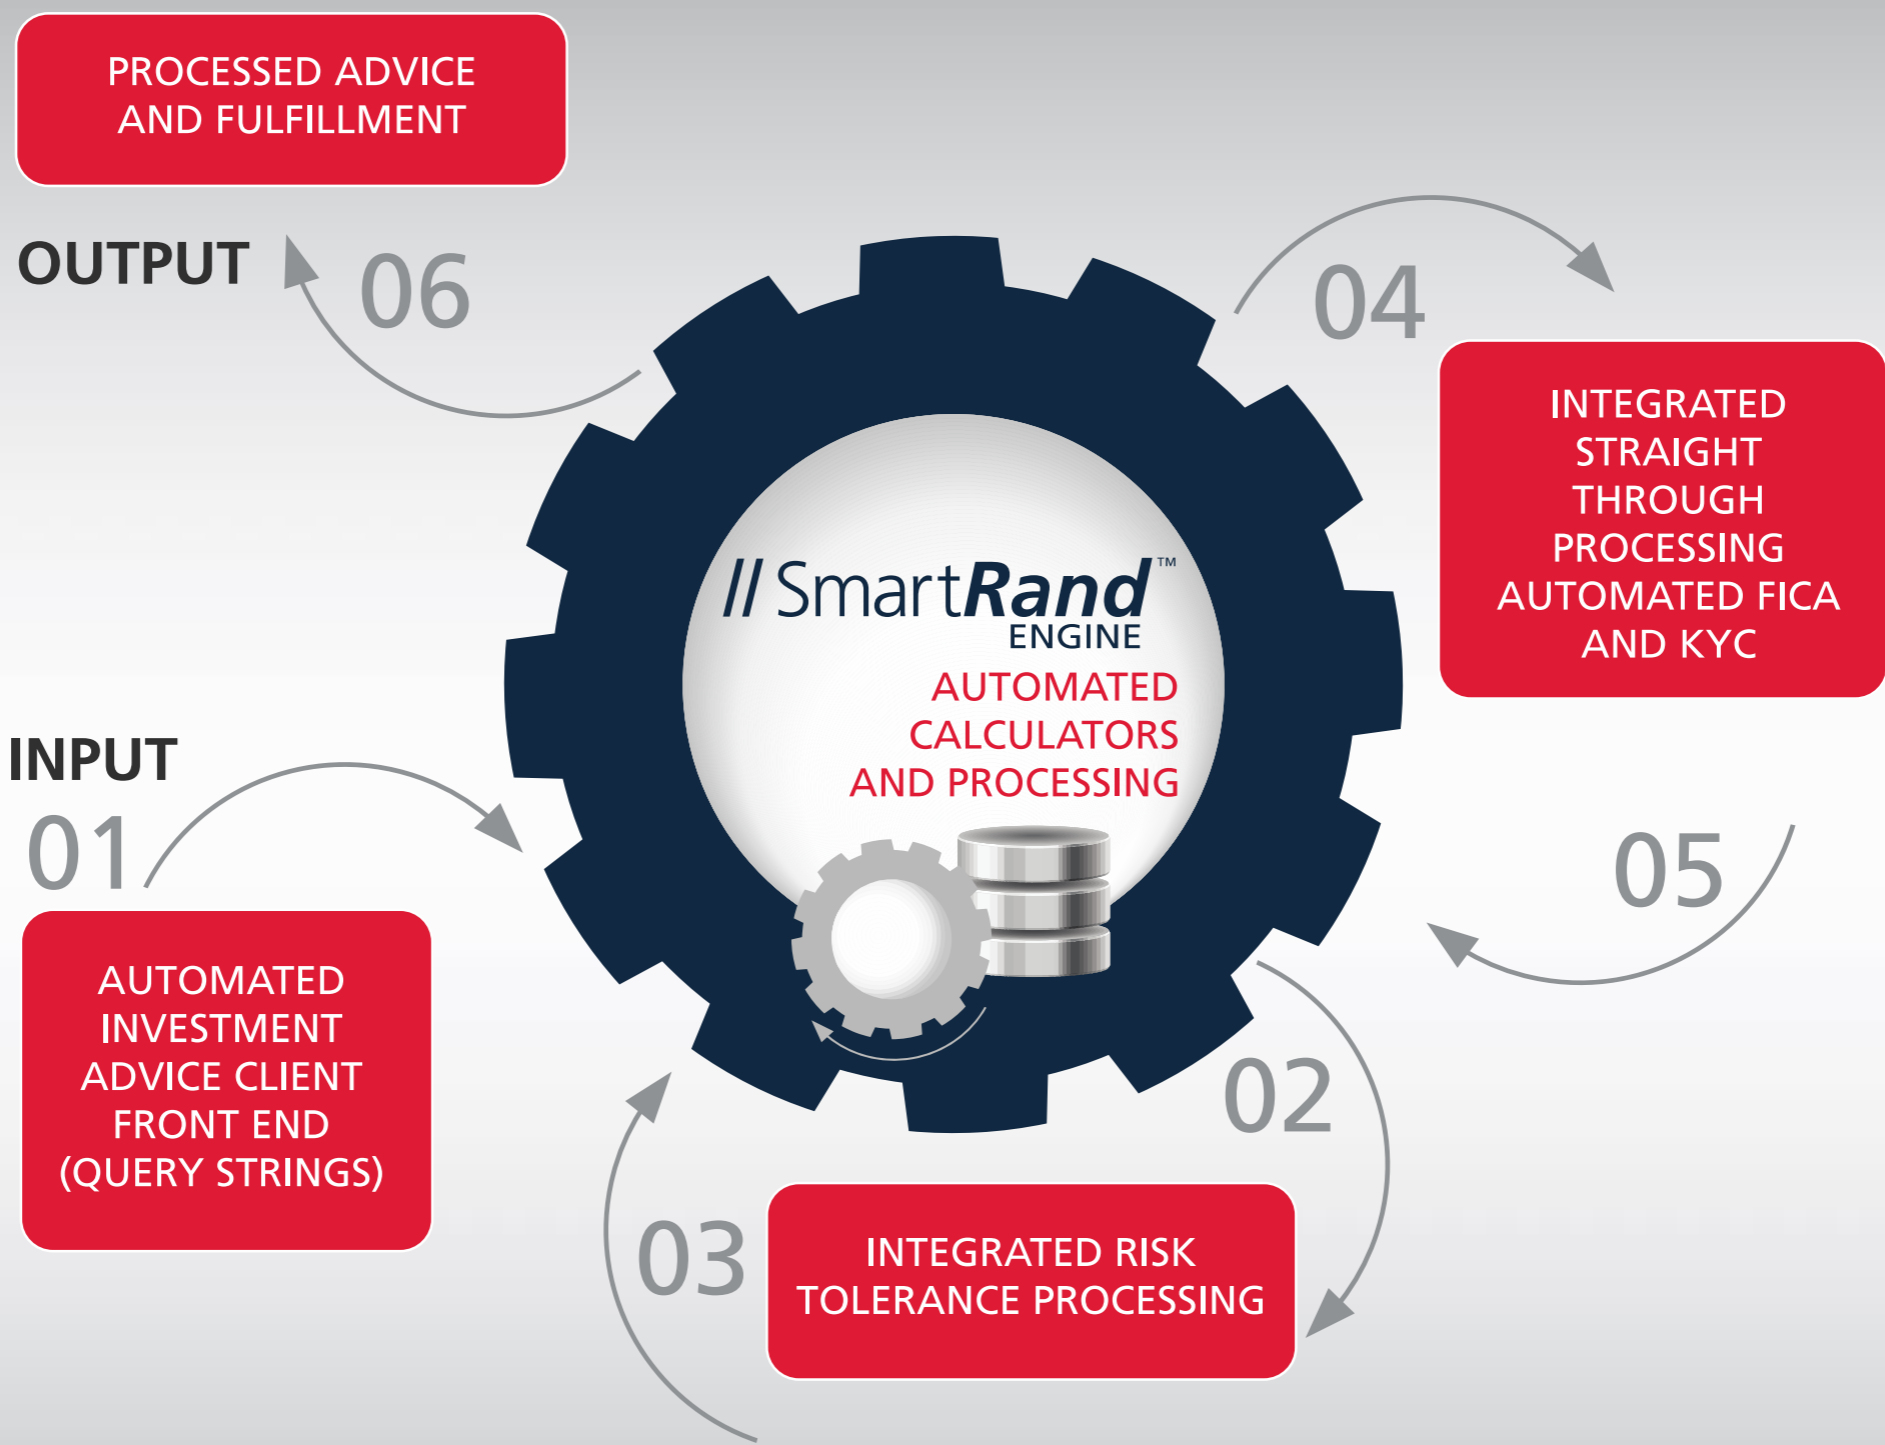 PROCESSED ADVICE
AND FULFILLMENT
OUTPUT
06
04
INTEGRATED
STRAIGHT
THROUGH
PROCESSING
AUTOMATED FICA
AND KYC
// SmartRand™
ENGINE
AUTOMATED
CALCULATORS
AND PROCESSING
INPUT
01
05
AUTOMATED
INVESTMENT
ADVICE CLIENT
FRONT END
(QUERY STRINGS)
02
03
INTEGRATED RISK
TOLERANCE PROCESSING